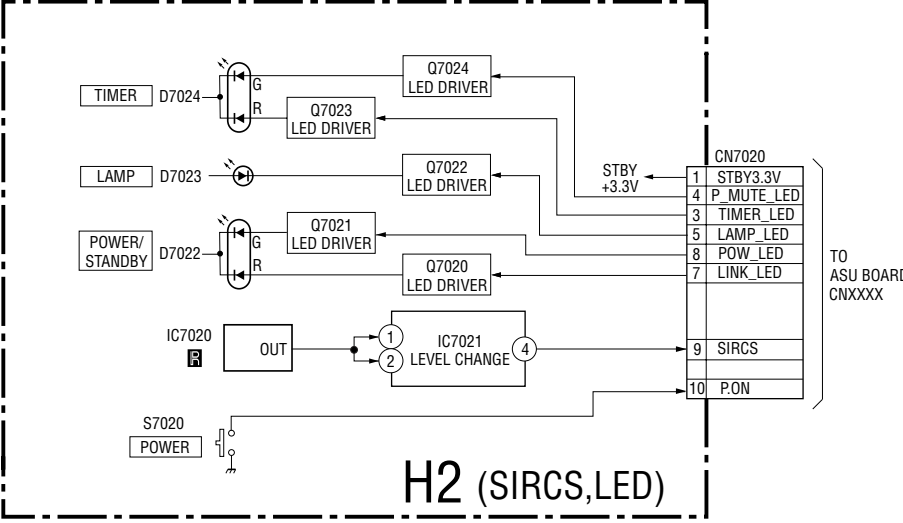 Q7024
LED DRIVER
TIMER
D7024
G
R
Q7023
LED DRIVER
LAMP
D7023
Q7022
LED DRIVER
STBY
+3.3V
CN7020
1 STBY3.3V
4 P_MUTE_LED
3 TIMER_LED
5 LAMP_LED
8 POW_LED
7 LINK_LED
9 SIRCS
10 P.ON
TO
ASU BOARD
CNXXXX
POWER/
STANDBY
D7022
G
R
Q7021
LED DRIVER
Q7020
LED DRIVER
IC7020
R
OUT
1
2
IC7021
LEVEL CHANGE
4
S7020
POWER
H2 (SIRCS,LED)